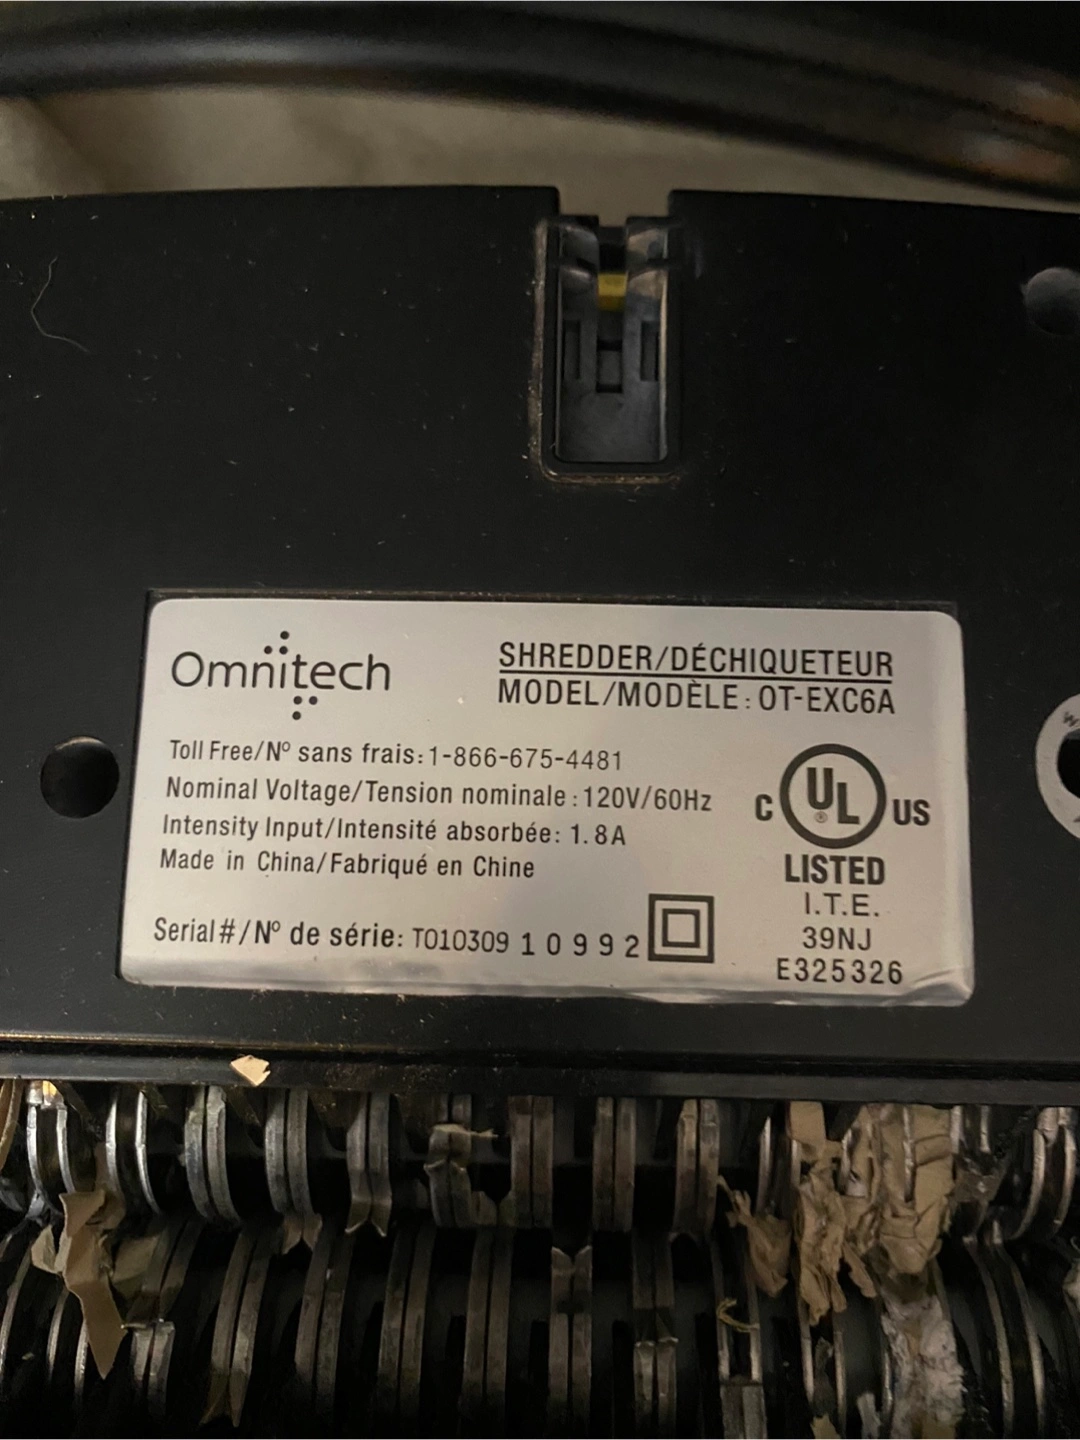 Omnitech
SHREDDER/DÉCHIQUETEUR
MODEL/MODÈLE: OT-EXC6A
Toll Free/Nº sans frais: 1-866-675-4481
Nominal Voltage/Tension nominale : 120V/60Hz
Intensity Input/Intensité absorbée: 1.8A
Made in China/Fabriqué en Chine
Serial#/Nº de série: T010309 1 0 9 9 2
C UL US
®
LISTED
I.T.E.
39NJ
E325326